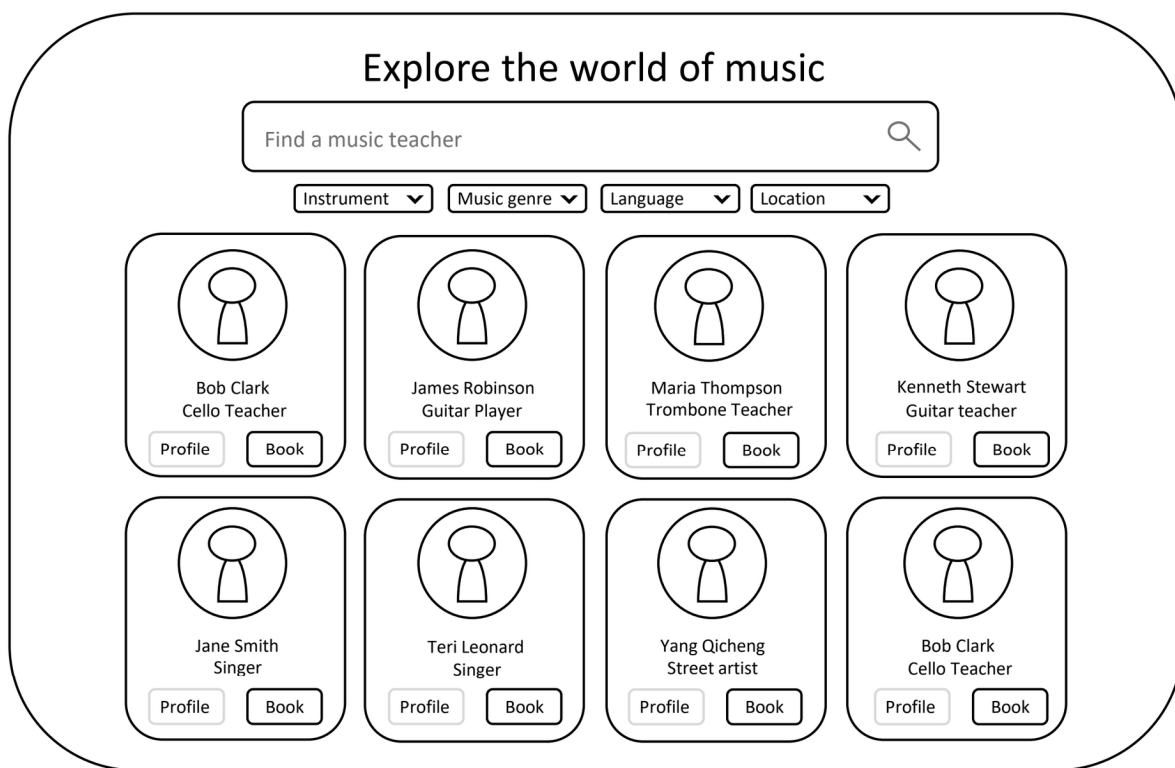 Explore the world of music
Find a music teacher
Instrument
Music genre
Language
Location
Bob Clark
Cello Teacher
Profile
Book
James Robinson
Guitar Player
Profile
Book
Maria Thompson
Trombone Teacher
Profile
Book
Kenneth Stewart
Guitar teacher
Profile
Book
Jane Smith
Singer
Profile
Book
Teri Leonard
Singer
Profile
Book
Yang Qicheng
Street artist
Profile
Book
Bob Clark
Cello Teacher
Profile
Book